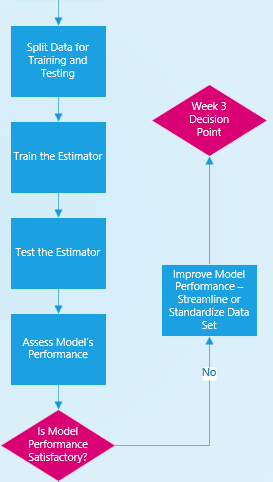 Split Data for
Training and
Testing
Train the Estimator
Test the Estimator
Assess Model's
Performance
Is Model
Performance
Satisfactory?
No
Improve Model
Performance –
Streamline or
Standardize Data
Set
Week 3
Decision
Point